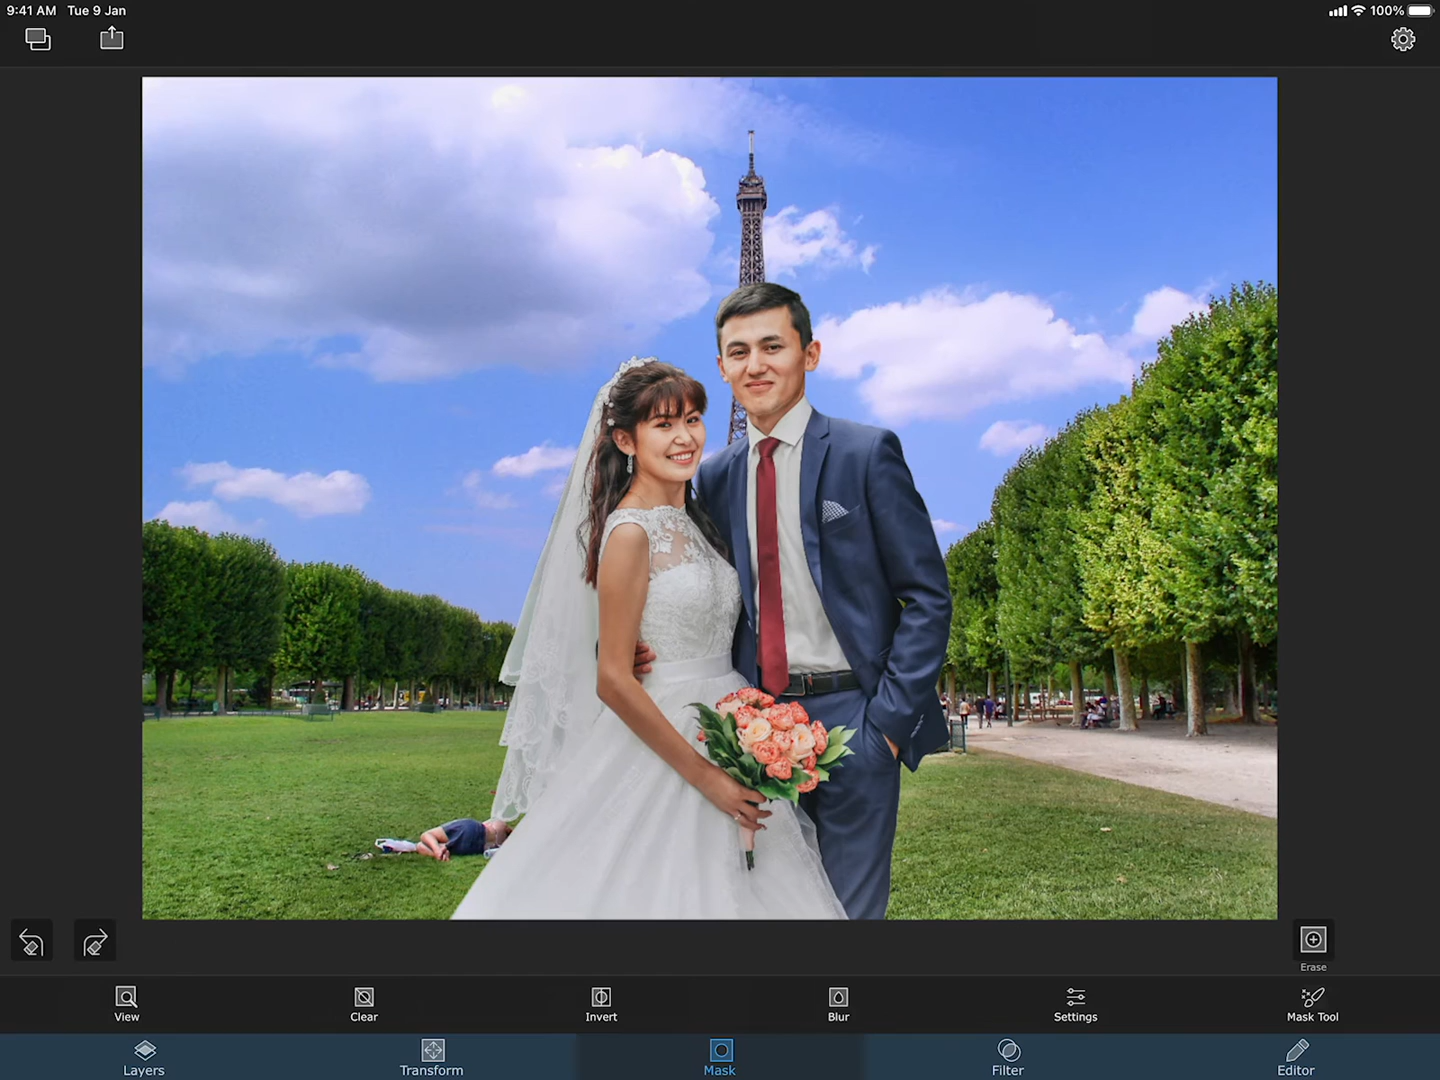 9:41 AM Tue 9 Jan
100%
Erase
View Clear Invert Blur Settings Mask Tool
Layers Transform Mask Filter Editor